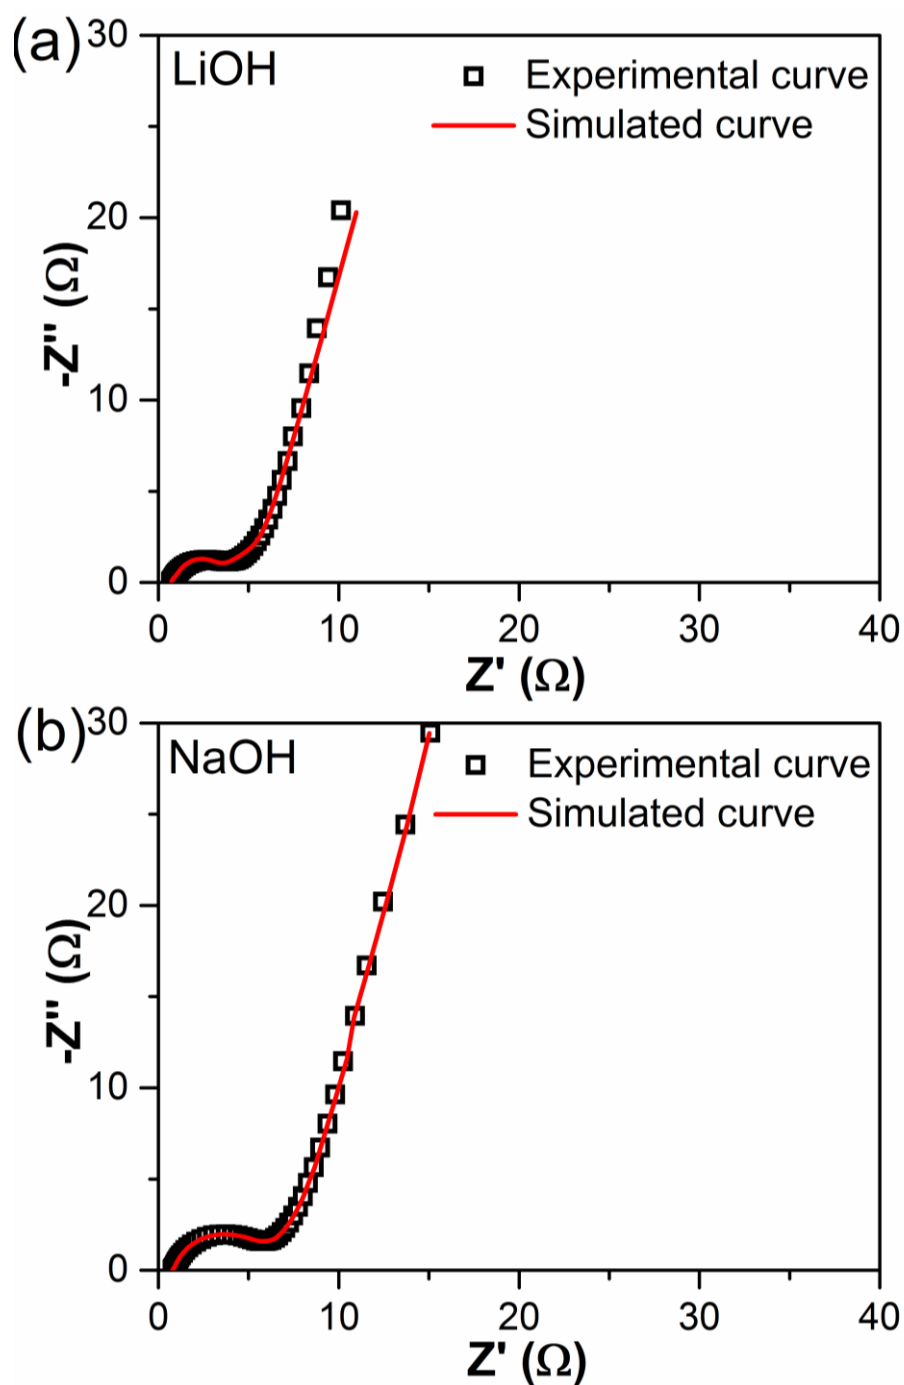 (a)
30
LiOH
Experimental curve
Simulated curve
20
-Z" (Ω)
10
0
0 10 20 30 40
Z' (Ω)
(b)
30
NaOH
Experimental curve
Simulated curve
20
-Z" (Ω)
10
0
0 10 20 30 40
Z' (Ω)